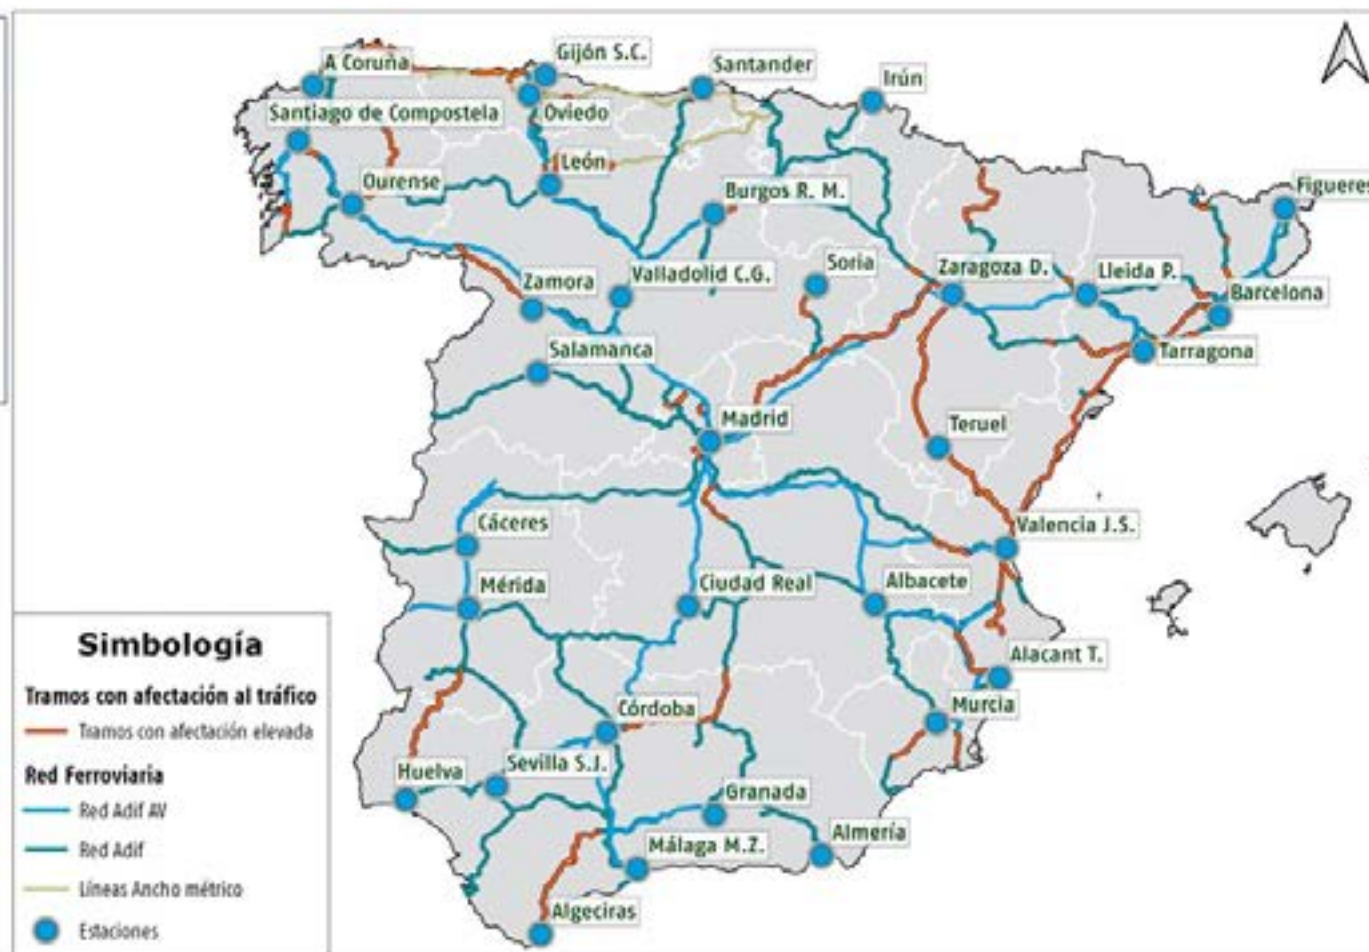 Gijón S.C.
A Coruña
Santander
Irún
Santiago de Compostela
Oviedo
León
Ourense
Burgos R. M.
Figueres
Soria
Zaragoza D.
Lleida P.
Valladolid C.G.
Zamora
Barcelona
Salamanca
Tarragona
Madrid
Teruel
Cáceres
Valencia J.S.
Mérida
Ciudad Real
Albacete
Alacant T.
Córdoba
Murcia
Huelva
Sevilla S.J.
Granada
Almería
Málaga M.Z.
Algeciras
Simbología
Tramos con afectación al tráfico
Tramos con afectación elevada
Red Ferroviaria
Red Adif AV
Red Adif
Líneas Ancho métrico
Estaciones